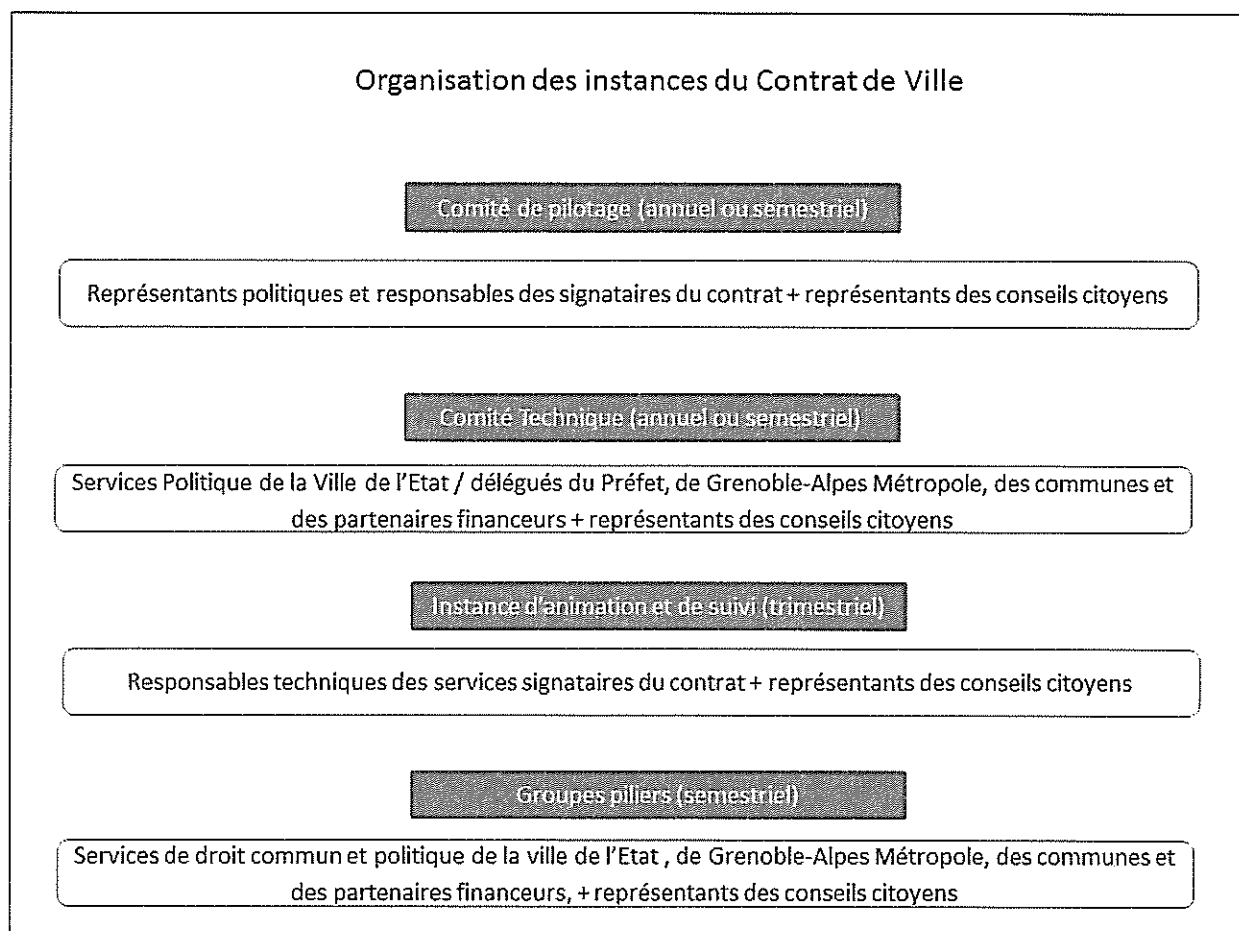 Organisation des instances du Contrat de Ville
Comité de pilotage (annuel ou semestriel)
Représentants politiques et responsables des signataires du contrat + représentants des conseils citoyens
Comité Technique (annuel ou semestriel)
Services Politique de la Ville de l'Etat / délégués du Préfet, de Grenoble-Alpes Métropole, des communes et
des partenaires financeurs + représentants des conseils citoyens
Instance d'animation et de suivi (trimestriel)
Responsables techniques des services signataires du contrat + représentants des conseils citoyens
Groupes piliers (semestriel)
Services de droit commun et politique de la ville de l'Etat , de Grenoble-Alpes Métropole, des communes et
des partenaires financeurs, + représentants des conseils citoyens